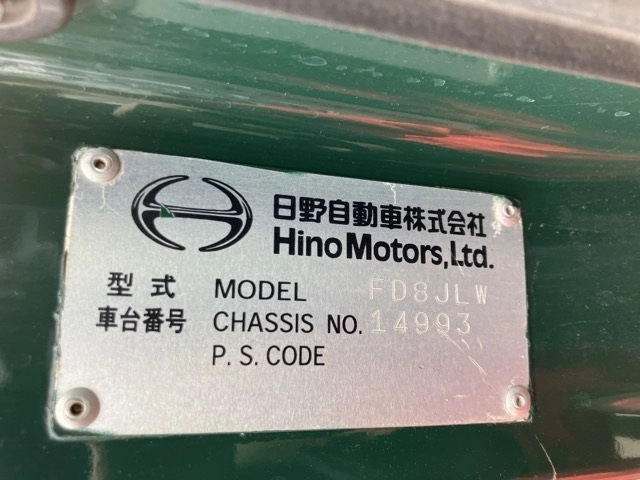 日野自動車株式会社
Hino Motors, Ltd.
型式 MODEL FD8JLW
車台番号 CHASSIS NO. 14993
P. S. CODE